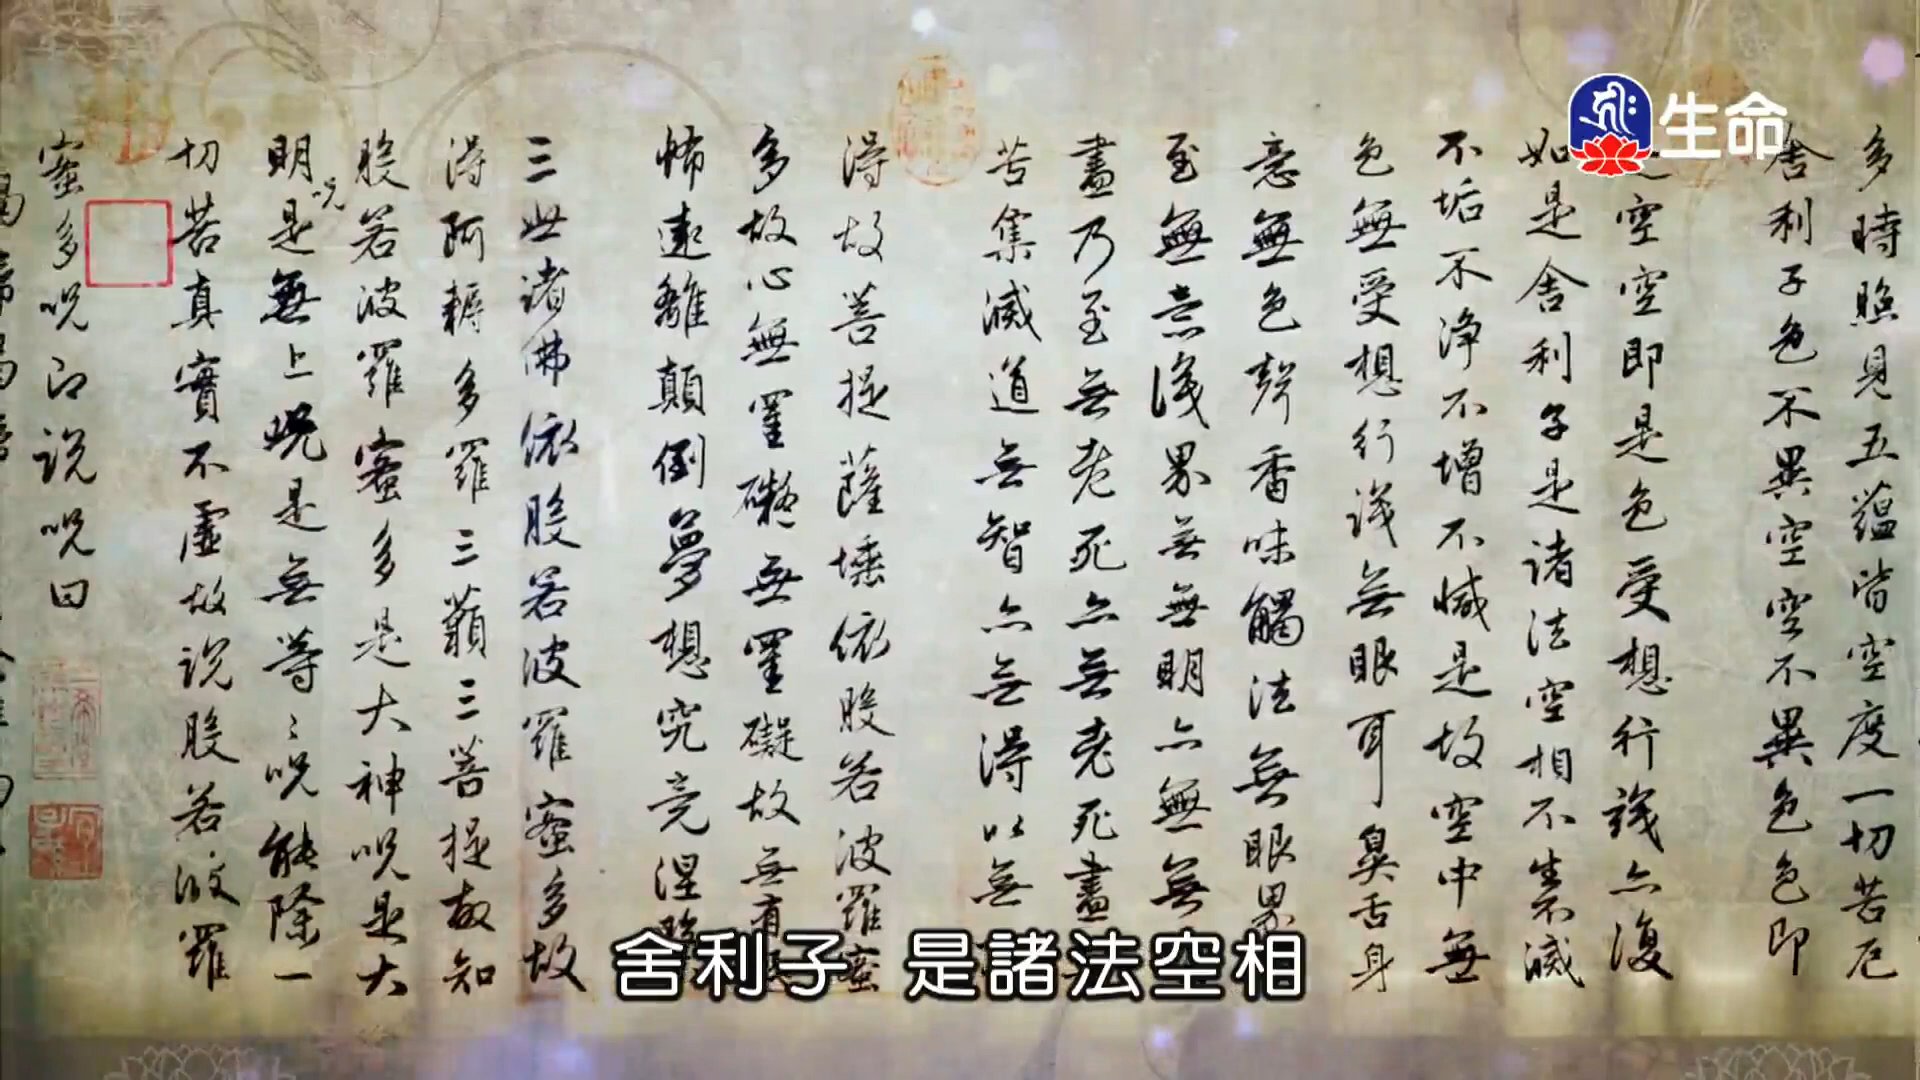 多時照見五蘊皆空度一切苦厄
舍利子色不異空空不異色色即
空空即是色受想行識亦復
如是舍利子是諸法空相不生不滅
不垢不淨不增不減是故空中無
色無受想行識無眼耳鼻舌身
意無色聲香味觸法無眼界
至無意識界無無明亦無無
盡乃至無老死亦無老死盡
苦集滅道無智亦無得以無
得故菩提薩埵依般若波羅蜜
多故心無罣礙無罣礙故無有
怖遠離顛倒夢想究竟涅
三世諸佛依般若波羅蜜多故
得阿耨多羅三藐三菩提故知
般若波羅蜜多是大神咒是大
明咒是無上咒是無等等咒能除一
切苦真實不虛故說般若波羅
蜜多咒即說咒曰
生命
舍利子 是諸法空相